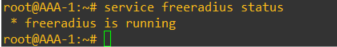 root@AAA-1:~# service freeradius status
 * freeradius is running
root@AAA-1:~#